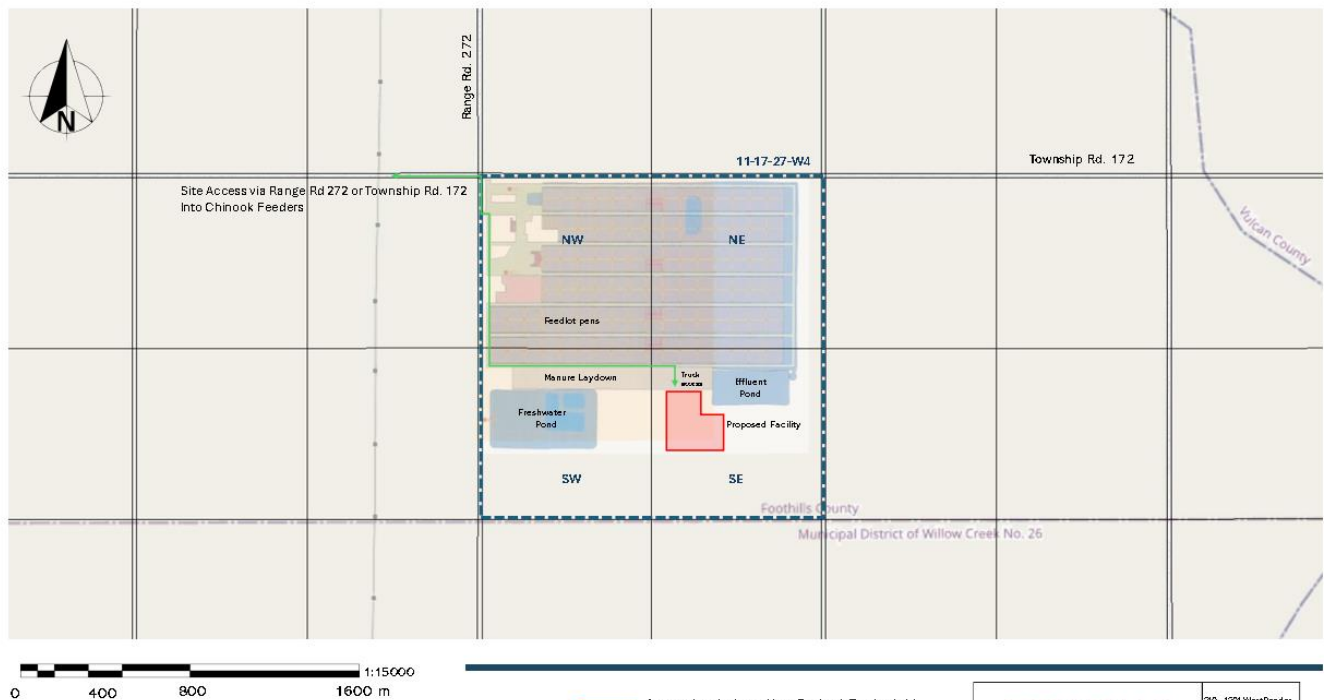 Range Rd. 272
N
11-17-27-W4
Township Rd. 172
Site Access via Range Rd 272 or Township Rd. 172
Into Chinook Feeders
Vulcan County
NW
NE
Feedlot pens
Manure Laydown
Truck
access
Effluent
Pond
Freshwater
Pond
Proposed Facility
SW
SE
Foothills County
Municipal District of Willow Creek No. 26
1:15000
0 400 800 1600 m